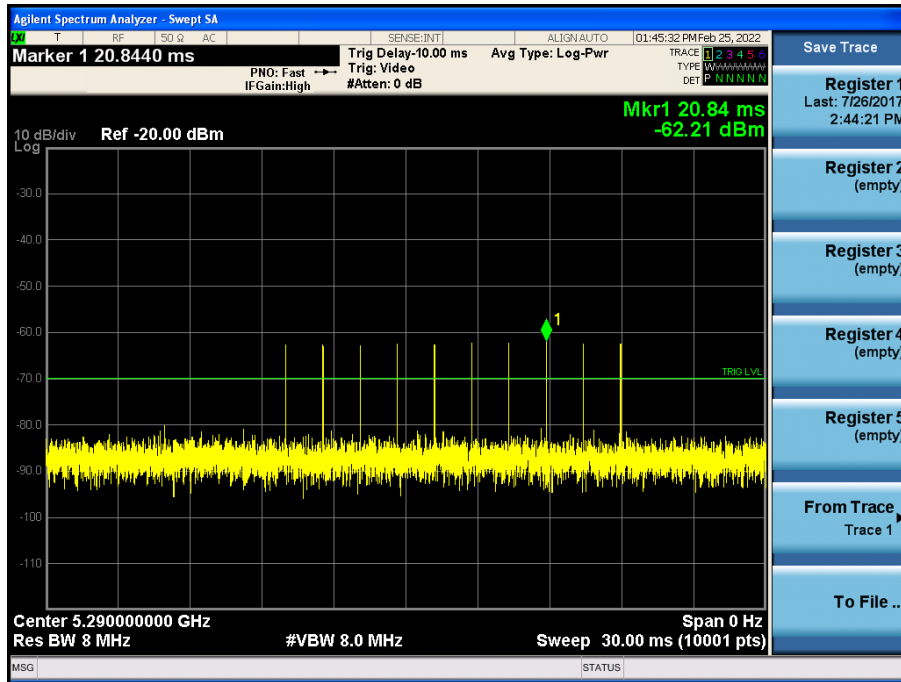 Agilent Spectrum Analyzer - Swept SA
LXI T RF 50 Ω AC SENSE:INT ALIGN AUTO 01:45:32 PM Feb 25, 2022
Marker 1 20.8440 ms
PNO: Fast
IFGain:High
Trig Delay-10.00 ms
Trig: Video
#Atten: 0 dB
Avg Type: Log-Pwr
TRACE 1 2 3 4 5 6
TYPE WWWWWW
DET P N N N N N
Mkr1 20.84 ms
-62.21 dBm
10 dB/div
Log
Ref -20.00 dBm
-30.0
-40.0
-50.0
-60.0
1
-70.0
TRIG LVL
-80.0
-90.0
-100
-110
Center 5.290000000 GHz
Span 0 Hz
Res BW 8 MHz
#VBW 8.0 MHz
Sweep 30.00 ms (10001 pts)
MSG
STATUS
Save Trace
Register 1
Last: 7/26/2017
2:44:21 PM
Register 2
(empty)
Register 3
(empty)
Register 4
(empty)
Register 5
(empty)
From Trace
Trace 1
To File ..